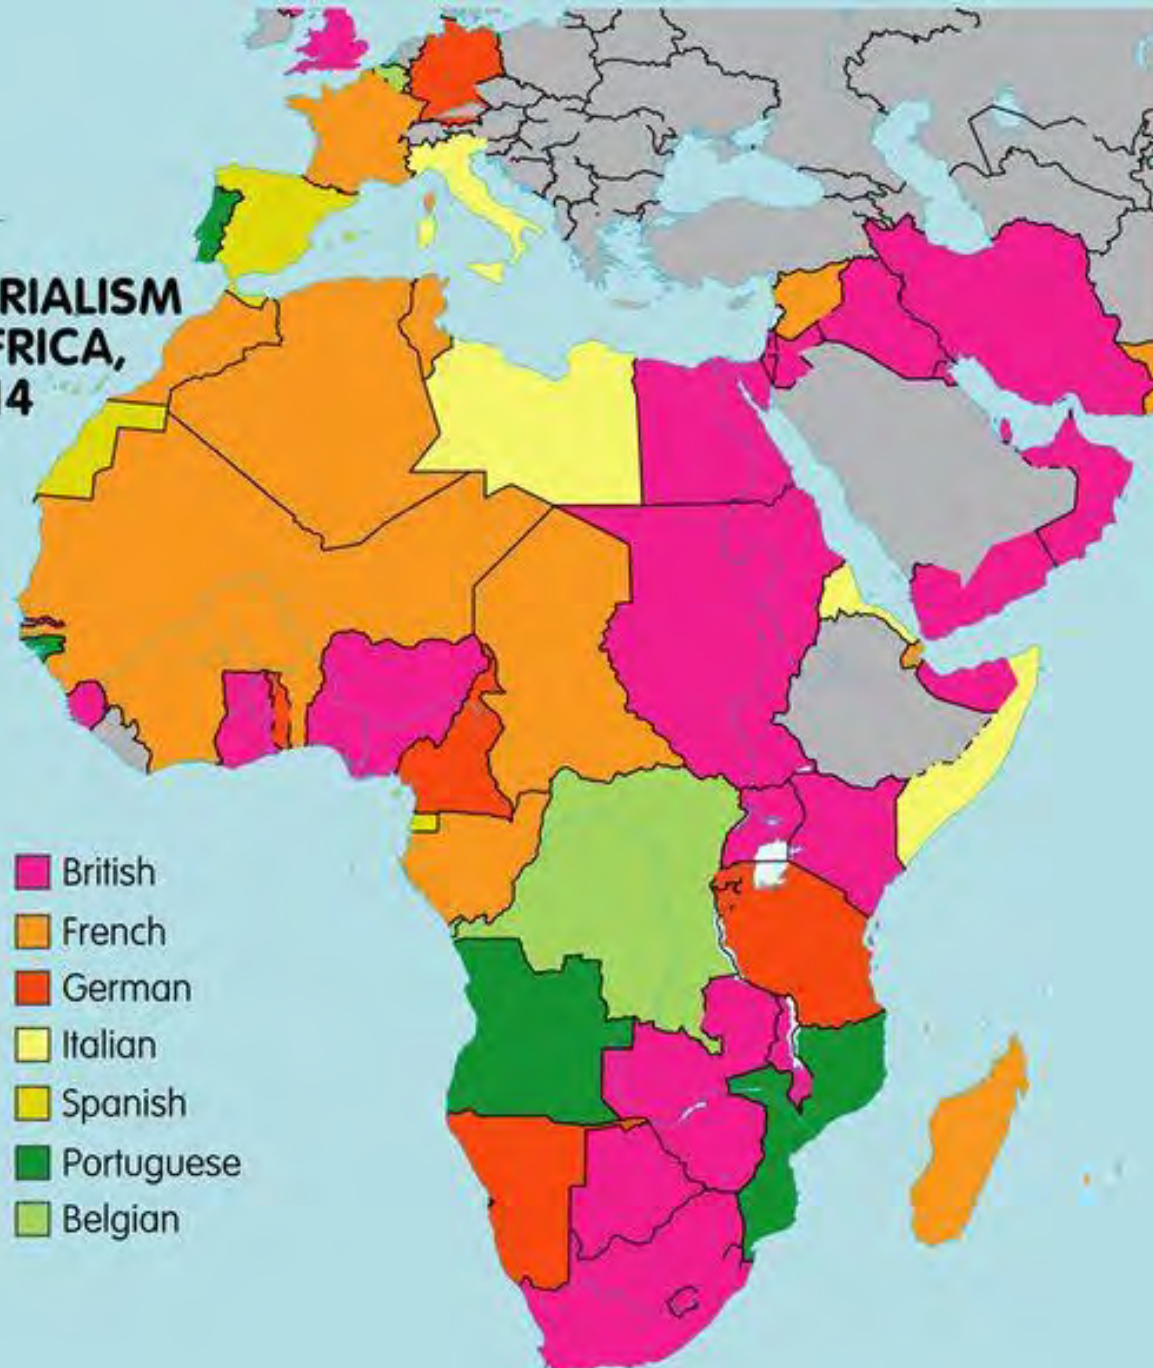 RIALISM
FRICA,
14
British
French
German
Italian
Spanish
Portuguese
Belgian